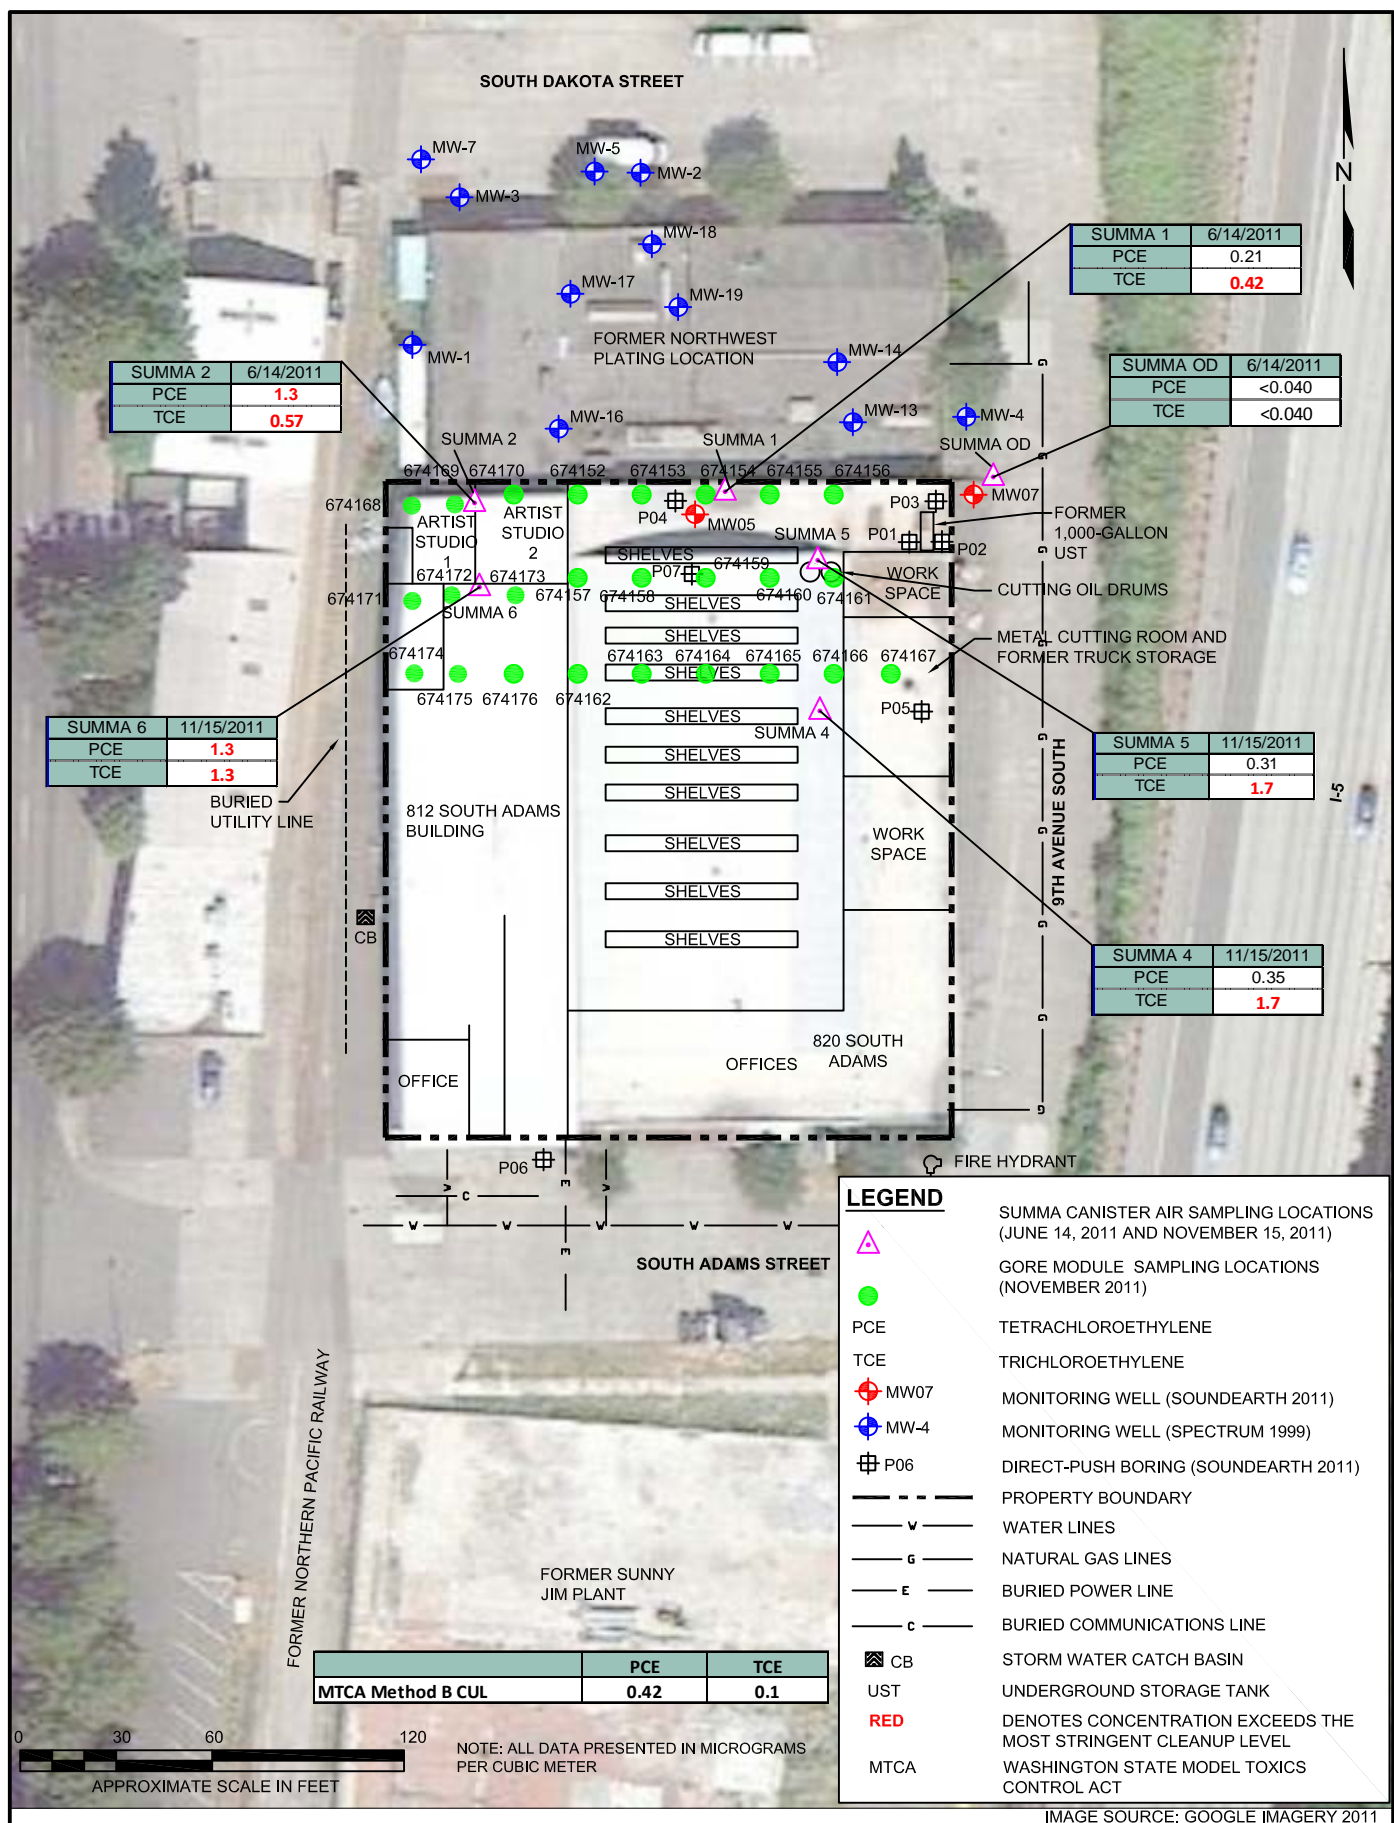 SOUTH DAKOTA STREET
MW-7
MW-5
MW-2
MW-3
N
MW-18
SUMMA 1 6/14/2011
PCE 0.21
TCE 0.42
MW-17
MW-19
FORMER NORTHWEST
PLATING LOCATION
MW-1
MW-14
G
SUMMA OD 6/14/2011
PCE <0.040
TCE <0.040
SUMMA 2 6/14/2011
PCE 1.3
TCE 0.57
MW-16
MW-13
MW-4
SUMMA 2
SUMMA 1
SUMMA OD
G
674169 674170 674152 674153 674154 674155 674156
674168
P04
MW05
P03
MW07
ARTIST
STUDIO
1
ARTIST
STUDIO
2
SUMMA 5
P01
P02
FORMER
1,000-GALLON
UST
G
SHELVES
674159
P07
WORK
SPACE
CUTTING OIL DRUMS
674172 674173
674171
674157 674158
674160 674161
SUMMA 6
SHELVES
SHELVES
METAL CUTTING ROOM AND
FORMER TRUCK STORAGE
G
674174
674163 674164 674165 674166 674167
SHELVES
674175 674176 674162
P05
SHELVES
SUMMA 4
SUMMA 6 11/15/2011
PCE 1.3
TCE 1.3
SUMMA 5 11/15/2011
PCE 0.31
TCE 1.7
SHELVES
G
SHELVES
I-5
BURIED
UTILITY LINE
812 SOUTH ADAMS
BUILDING
9TH AVENUE SOUTH
G
SHELVES
WORK
SPACE
SHELVES
G
CB
SHELVES
G
SUMMA 4 11/15/2011
PCE 0.35
TCE 1.7
G
820 SOUTH
ADAMS
OFFICES
OFFICE
G
P06
FIRE HYDRANT
W
E
W
C
W W W W W
E
SOUTH ADAMS STREET
FORMER NORTHERN PACIFIC RAILWAY
FORMER SUNNY
JIM PLANT
PCE TCE
MTCA Method B CUL 0.42 0.1
0 30 60 120
APPROXIMATE SCALE IN FEET
NOTE: ALL DATA PRESENTED IN MICROGRAMS
PER CUBIC METER
LEGEND
SUMMA CANISTER AIR SAMPLING LOCATIONS
(JUNE 14, 2011 AND NOVEMBER 15, 2011)
GORE MODULE SAMPLING LOCATIONS
(NOVEMBER 2011)
PCE TETRACHLOROETHYLENE
TCE TRICHLOROETHYLENE
MW07 MONITORING WELL (SOUNDEARTH 2011)
MW-4 MONITORING WELL (SPECTRUM 1999)
P06 DIRECT-PUSH BORING (SOUNDEARTH 2011)
PROPERTY BOUNDARY
W WATER LINES
G NATURAL GAS LINES
E BURIED POWER LINE
C BURIED COMMUNICATIONS LINE
CB STORM WATER CATCH BASIN
UST UNDERGROUND STORAGE TANK
RED DENOTES CONCENTRATION EXCEEDS THE
MOST STRINGENT CLEANUP LEVEL
MTCA WASHINGTON STATE MODEL TOXICS
CONTROL ACT
IMAGE SOURCE: GOOGLE IMAGERY 2011